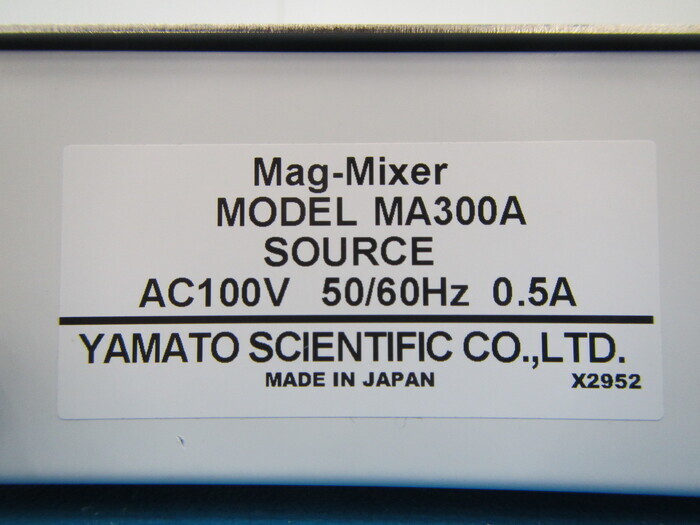 Mag-Mixer
MODEL MA300A
SOURCE
AC100V 50/60Hz 0.5A
YAMATO SCIENTIFIC CO.,LTD.
MADE IN JAPAN X2952